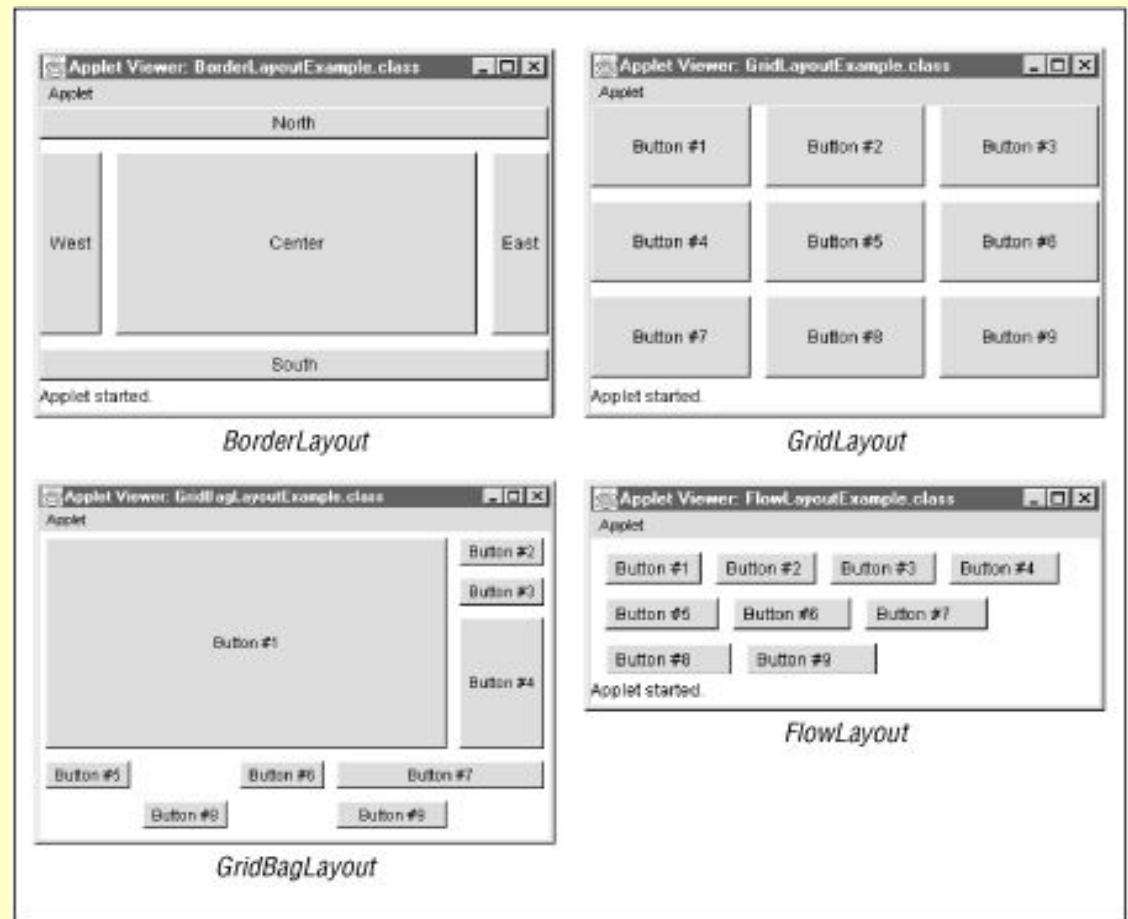 Applet Viewer: BorderLayoutExample.class
Applet
North
West
Center
East
South
Applet started.
BorderLayout
Applet Viewer: GridLayoutExample.class
Applet
Button #1 Button #2 Button #3
Button #4 Button #5 Button #6
Button #7 Button #8 Button #9
Applet started.
GridLayout
Applet Viewer: GridBagLayoutExample.class
Applet
Button #1
Button #2
Button #3
Button #4
Button #5 Button #6 Button #7
Button #8 Button #9
GridBagLayout
Applet Viewer: FlowLayoutExample.class
Applet
Button #1 Button #2 Button #3 Button #4
Button #5 Button #6 Button #7
Button #8 Button #9
Applet started.
FlowLayout